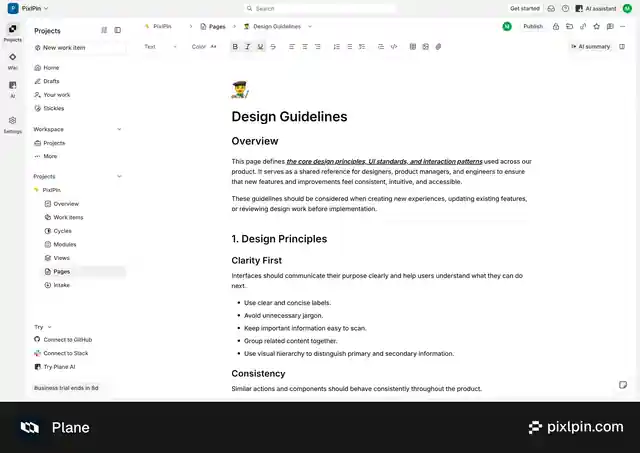 P PixlPin
Search
Get started
AI assistant
M
Projects
Wiki
AI
Settings
Projects
New work item
Home
Drafts
Your work
Stickies
Workspace
Projects
More
Projects
PixlPin
Overview
Work items
Cycles
Modules
Views
Pages
Intake
Try
Connect to GitHub
Connect to Slack
Try Plane AI
Business trial ends in 8d
PixlPin > Pages > Design Guidelines
M Publish
Text Color Aa B I U S
AI summary
Design Guidelines
Overview
This page defines the core design principles, UI standards, and interaction patterns used across our
product. It serves as a shared reference for designers, product managers, and engineers to ensure
that new features and improvements feel consistent, intuitive, and accessible.
These guidelines should be considered when creating new experiences, updating existing features,
or reviewing design work before implementation.
1. Design Principles
Clarity First
Interfaces should communicate their purpose clearly and help users understand what they can do
next.
• Use clear and concise labels.
• Avoid unnecessary jargon.
• Keep important information easy to scan.
• Group related content together.
• Use visual hierarchy to distinguish primary and secondary information.
Consistency
Similar actions and components should behave consistently throughout the product.
Plane
pixlpin.com